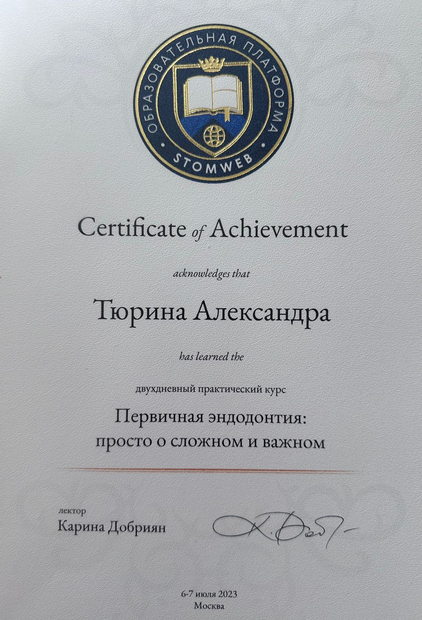 ОБРАЗОВАТЕЛЬНАЯ ПЛАТФОРМА
• STOMWEB •
Certificate of Achievement
acknowledges that
Тюрина Александра
has learned the
двухдневный практический курс
Первичная эндодонтия:
просто о сложном и важном
лектор
Карина Добриян
6-7 июля 2023
Москва